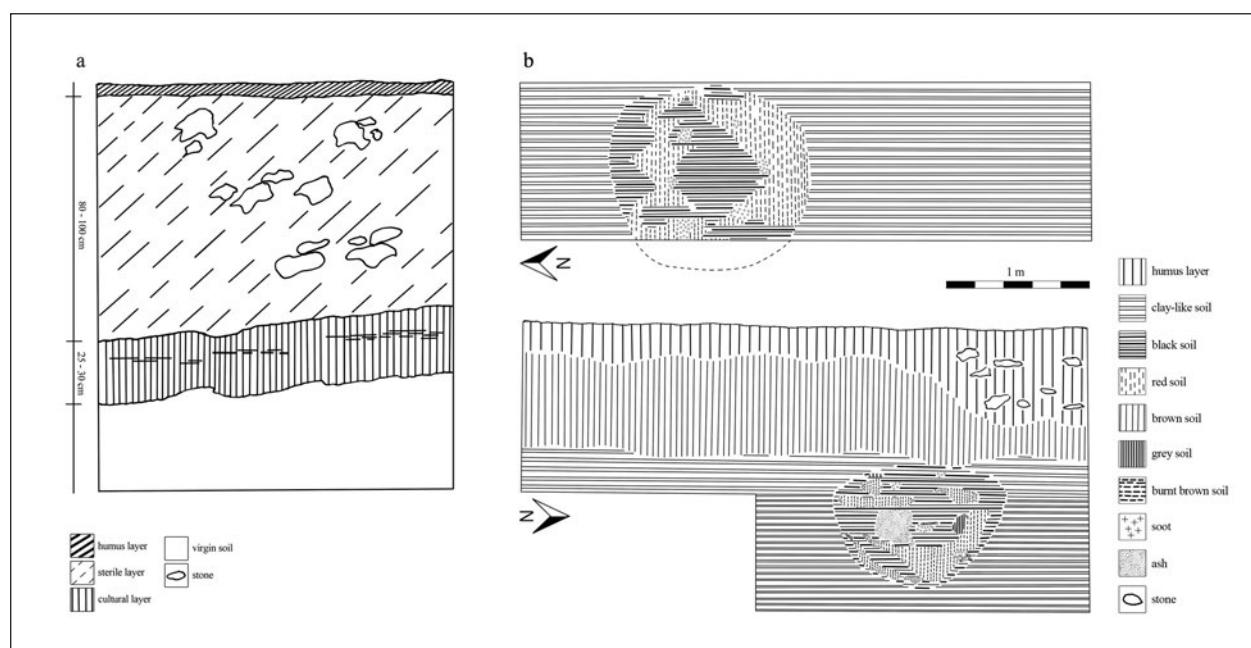 a
80 - 100 cm
25 - 30 cm
humus layer
sterile layer
cultural layer
virgin soil
stone
b
N
1 m
N
humus layer
clay-like soil
black soil
red soil
brown soil
grey soil
burnt brown soil
soot
ash
stone